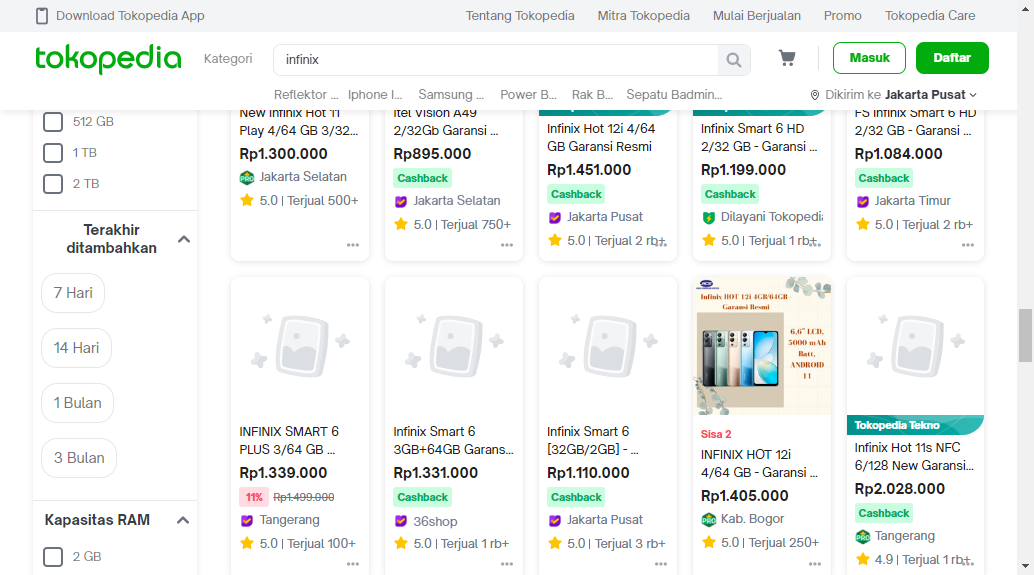 Download Tokopedia App
Tentang Tokopedia
Mitra Tokopedia
Mulai Berjualan
Promo
Tokopedia Care
tokopedia
Kategori
infinix
Masuk
Daftar
Reflektor ...
Iphone I...
Samsung ...
Power B...
Rak B...
Sepatu Badmin...
Dikirim ke Jakarta Pusat
512 GB
1 TB
2 TB
Terakhir
ditambahkan
7 Hari
14 Hari
1 Bulan
3 Bulan
Kapasitas RAM
2 GB
New Infinix Hot 11
Play 4/64 GB 3/32...
Rp1.300.000
PRO Jakarta Selatan
5.0 | Terjual 500+
Itel Vision A49
2/32Gb Garansi ...
Rp895.000
Cashback
Jakarta Selatan
5.0 | Terjual 750+
Infinix Hot 12i 4/64
GB Garansi Resmi
Rp1.451.000
Cashback
Jakarta Pusat
5.0 | Terjual 2 rb+
Infinix Smart 6 HD
2/32 GB - Garansi ...
Rp1.199.000
Cashback
Dilayani Tokopedia
5.0 | Terjual 1 rb+
FS Infinix Smart 6 HD
2/32 GB - Garansi ...
Rp1.084.000
Cashback
Jakarta Timur
5.0 | Terjual 2 rb+
INFINIX SMART 6
PLUS 3/64 GB ...
Rp1.339.000
11% Rp1.499.000
Tangerang
5.0 | Terjual 100+
Infinix Smart 6
3GB+64GB Garans...
Rp1.331.000
Cashback
36shop
5.0 | Terjual 1 rb+
Infinix Smart 6
[32GB/2GB] - ...
Rp1.110.000
Cashback
Jakarta Pusat
5.0 | Terjual 3 rb+
Infinix HOT 12i 4GB/64GB
Garansi Resmi
6,6" LCD,
5000 mAh
Batt,
ANDROID
11
Sisa 2
INFINIX HOT 12i
4/64 GB - Garansi ...
Rp1.405.000
PRO Kab. Bogor
5.0 | Terjual 250+
Tokopedia Tekno
Infinix Hot 11s NFC
6/128 New Garansi...
Rp2.028.000
Cashback
PRO Tangerang
4.9 | Terjual 1 rb+